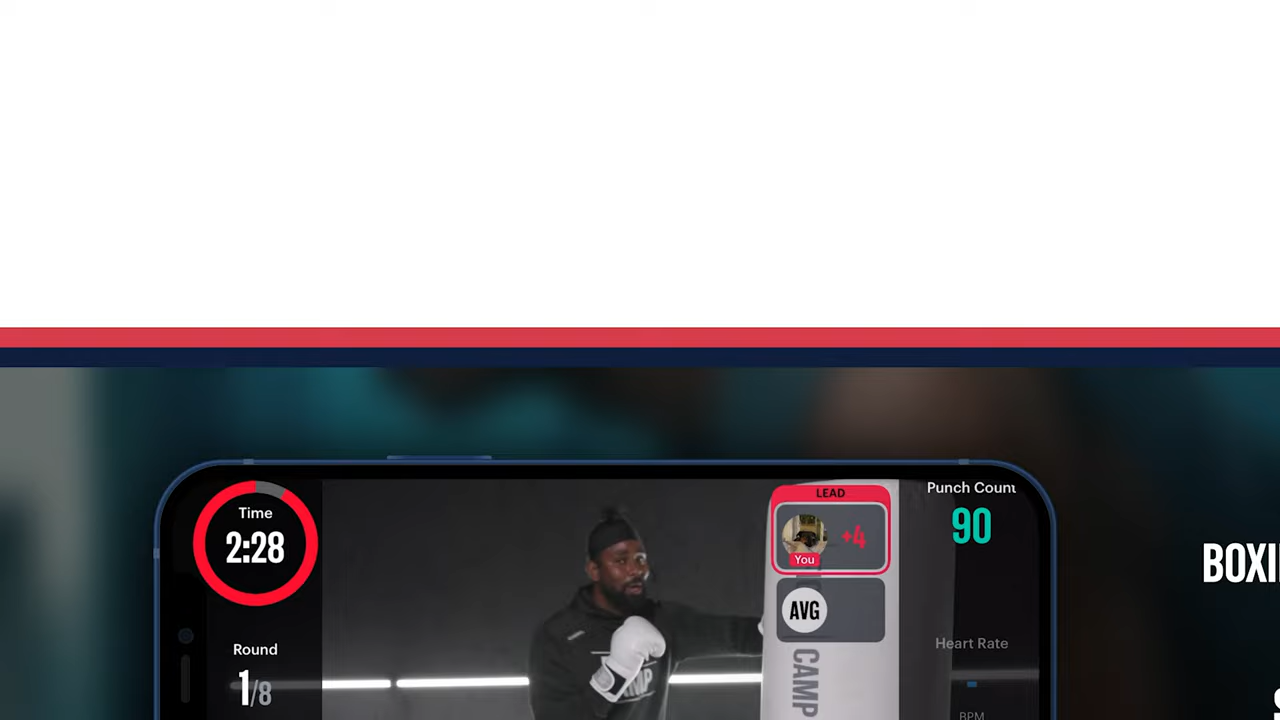 Time
2:28
Round
1/8
LEAD
+4
You
AVG
CAMP
Punch Count
90
Heart Rate
BPM